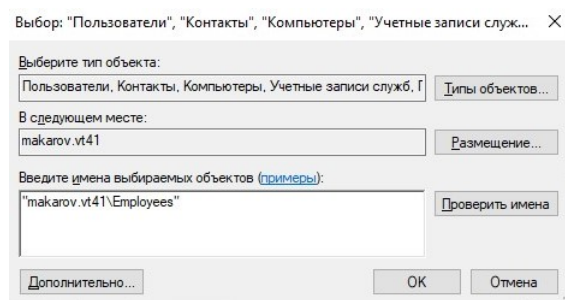 Выбор: "Пользователи", "Контакты", "Компьютеры", "Учетные записи служ...
Выберите тип объекта:
Пользователи, Контакты, Компьютеры, Учетные записи служб, Г
Типы объектов...
В следующем месте:
makarov.vt41
Размещение...
Введите имена выбираемых объектов (примеры):
"makarov.vt41\Employees"
Проверить имена
Дополнительно...
OK
Отмена